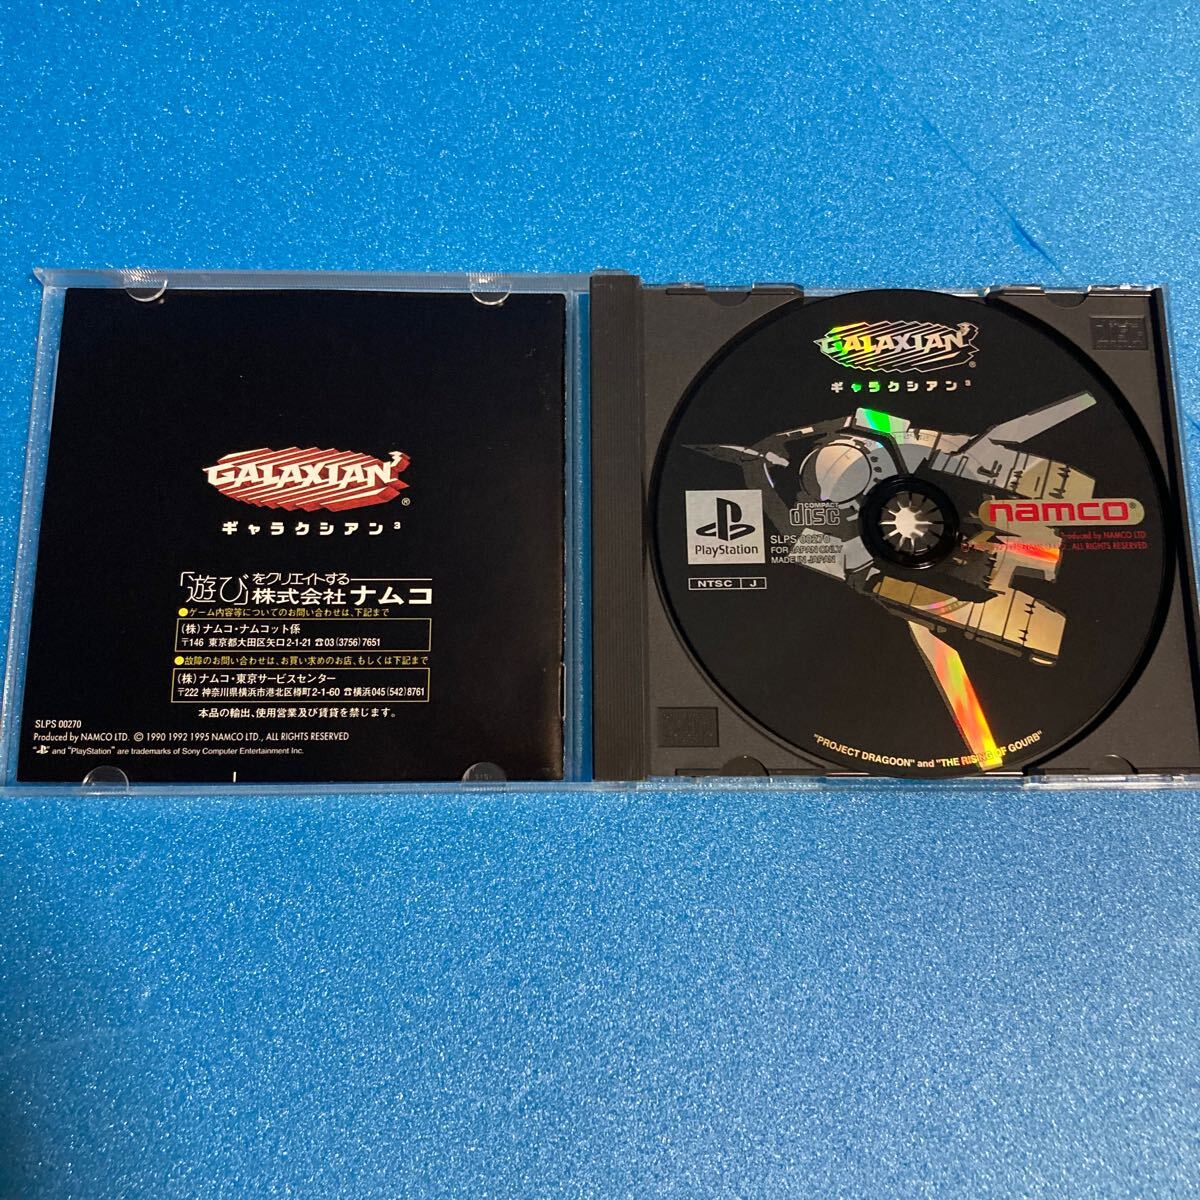 GALAXIAN³®
ギャラクシアン³
「遊び」をクリエイトする
株式会社ナムコ
●ゲーム内容等についてのお問い合わせは、下記まで
(株)ナムコ・ナムコット係
〒146 東京都大田区矢口2-1-21 ☎03(3756)7651
●故障のお問い合わせは、お買い求めのお店、もしくは下記まで
(株)ナムコ・東京サービスセンター
〒222 神奈川県横浜市港北区樽町2-1-60 ☎横浜045(542)8761
本品の輸出、使用営業及び賃貸を禁じます。
SLPS 00270
Produced by NAMCO LTD. © 1990 1992 1995 NAMCO LTD., ALL RIGHTS RESERVED
"PS" and "PlayStation" are trademarks of Sony Computer Entertainment Inc.
GALAXIAN³®
ギャラクシアン³
PlayStation
COMPACT
disc
SLPS 00270
FOR JAPAN ONLY
MADE IN JAPAN
NTSC J
namco®
Produced by NAMCO LTD
LTD., ALL RIGHTS RESERVED
"PROJECT DRAGOON" and "THE RISING OF GOURB"